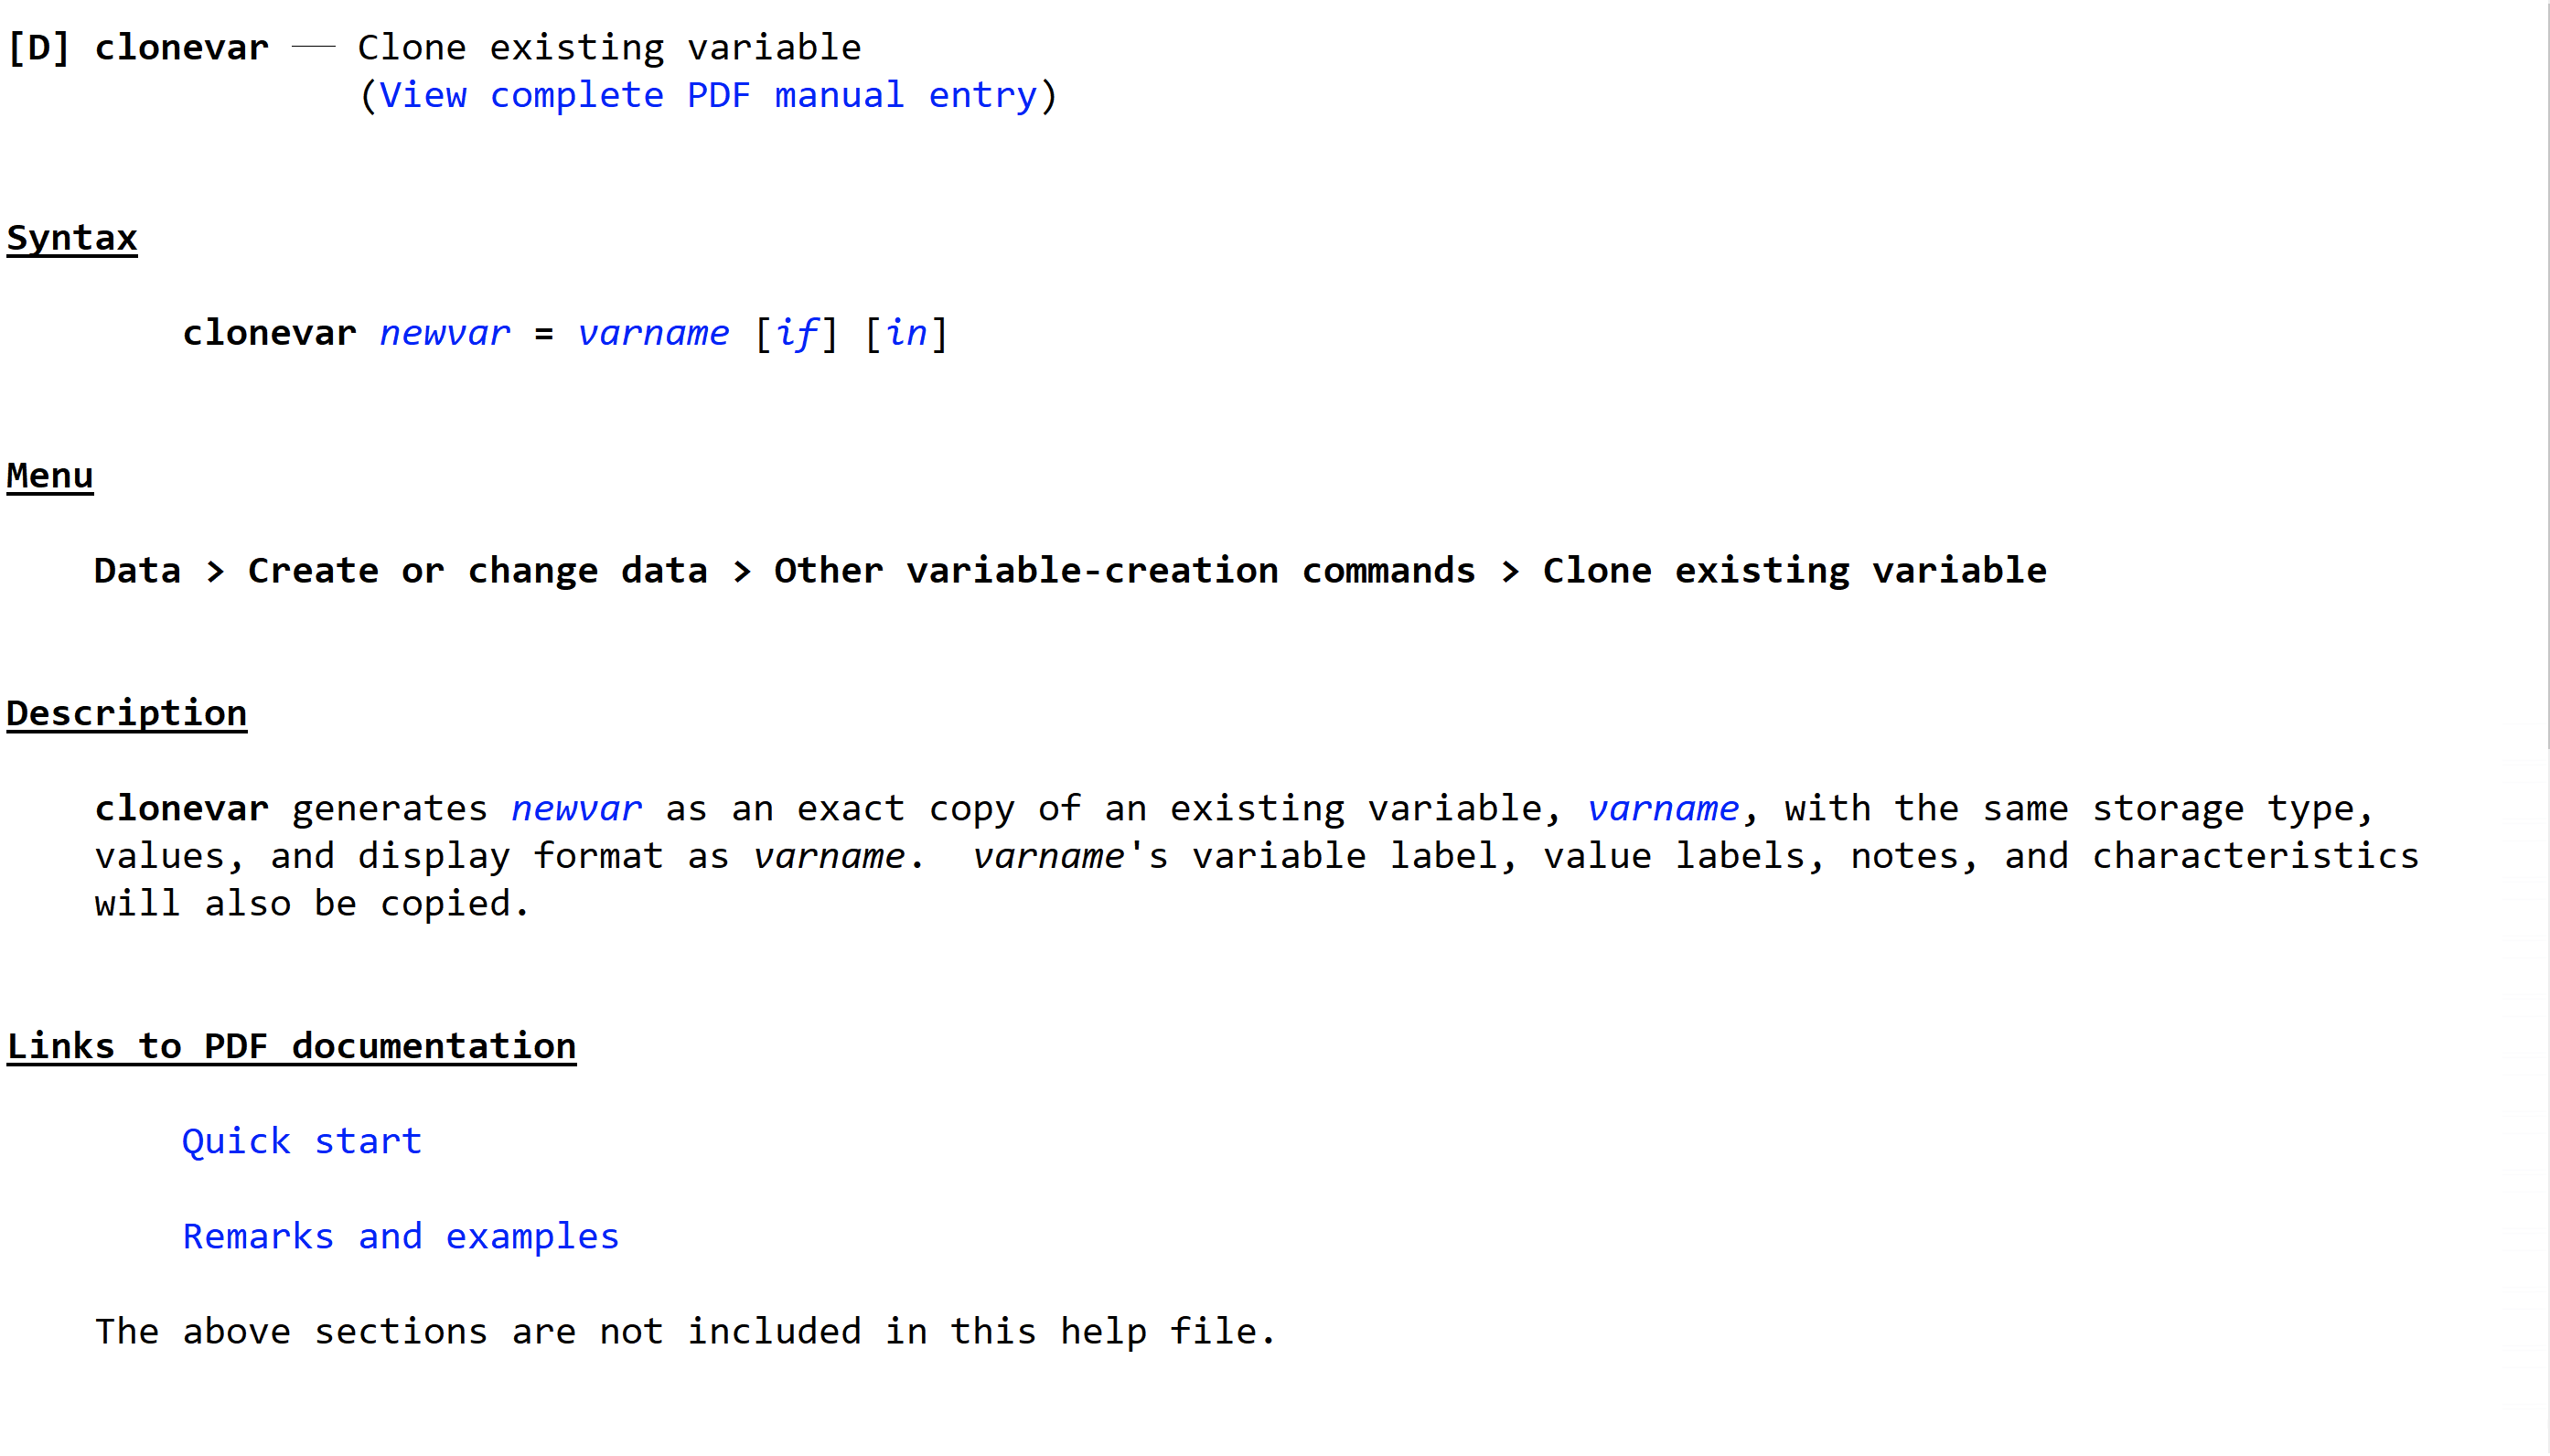 [D] clonevar — Clone existing variable
(View complete PDF manual entry)
Syntax
clonevar newvar = varname [if] [in]
Menu
Data > Create or change data > Other variable-creation commands > Clone existing variable
Description
clonevar generates newvar as an exact copy of an existing variable, varname, with the same storage type,
values, and display format as varname.  varname's variable label, value labels, notes, and characteristics
will also be copied.
Links to PDF documentation
Quick start
Remarks and examples
The above sections are not included in this help file.